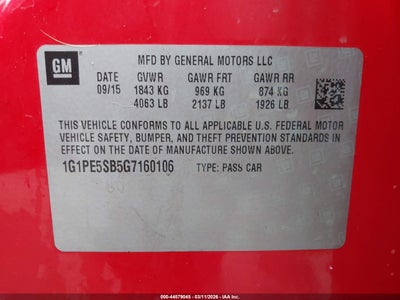 GM
MFD BY GENERAL MOTORS LLC
DATE GVWR GAWR FRT GAWR RR
09/15 1843 KG 969 KG 874 KG
4063 LB 2137 LB 1926 LB
THIS VEHICLE CONFORMS TO ALL APPLICABLE U.S. FEDERAL MOTOR
VEHICLE SAFETY, BUMPER, AND THEFT PREVENTION STANDARDS
IN EFFECT ON THE DATE OF MANUFACTURE SHOWN ABOVE.
1G1PE5SB5G7160106 TYPE: PASS CAR
000-44579045 - 03/11/2026 - IAA Inc.